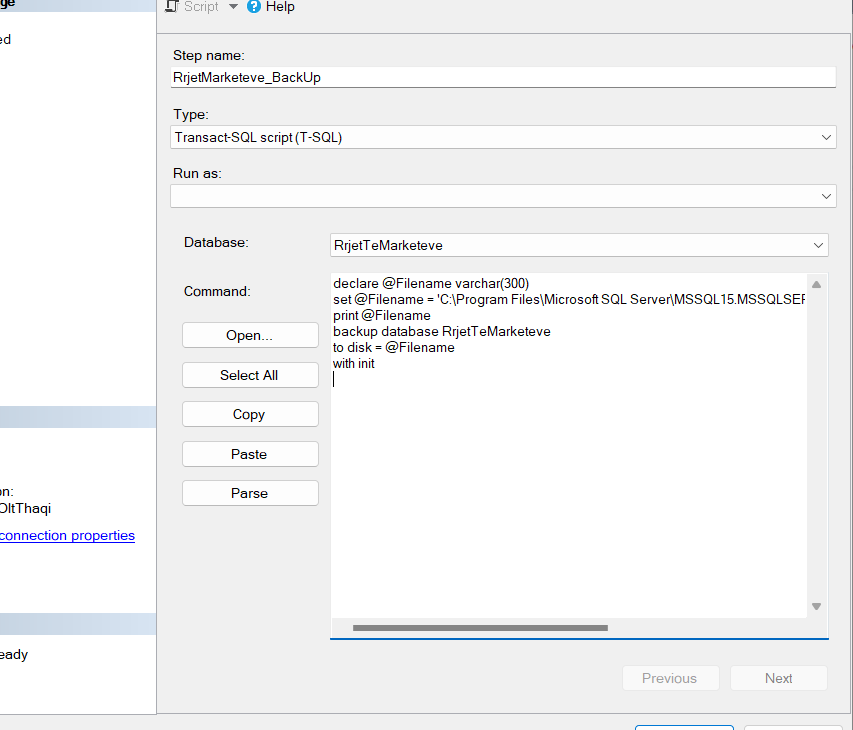 ge
Script
Help
ed
Step name:
RrjetMarketeve_BackUp
Type:
Transact-SQL script (T-SQL)
Run as:
Database:
RrjetTeMarketeve
Command:
declare @Filename varchar(300)
set @Filename = 'C:\Program Files\Microsoft SQL Server\MSSQL15.MSSQLSER
print @Filename
backup database RrjetTeMarketeve
to disk = @Filename
with init
Open...
Select All
Copy
Paste
Parse
on:
OltThaqi
connection properties
eady
Previous
Next